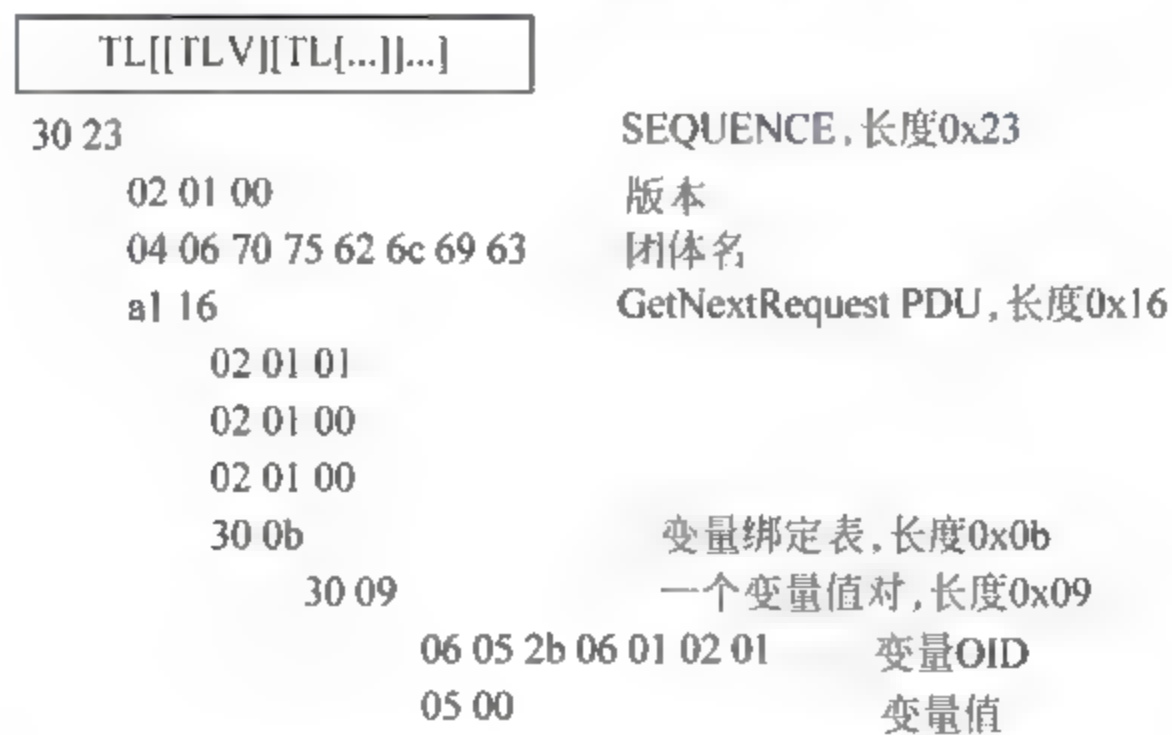 TL[[TLV][TL[...]]...]
30 23 SEQUENCE,长度0x23
02 01 00 版本
04 06 70 75 62 6c 69 63 团体名
a1 16 GetNextRequest PDU,长度0x16
02 01 01
02 01 00
02 01 00
30 0b 变量绑定表,长度0x0b
30 09 一个变量值对,长度0x09
06 05 2b 06 01 02 01 变量OID
05 00 变量值